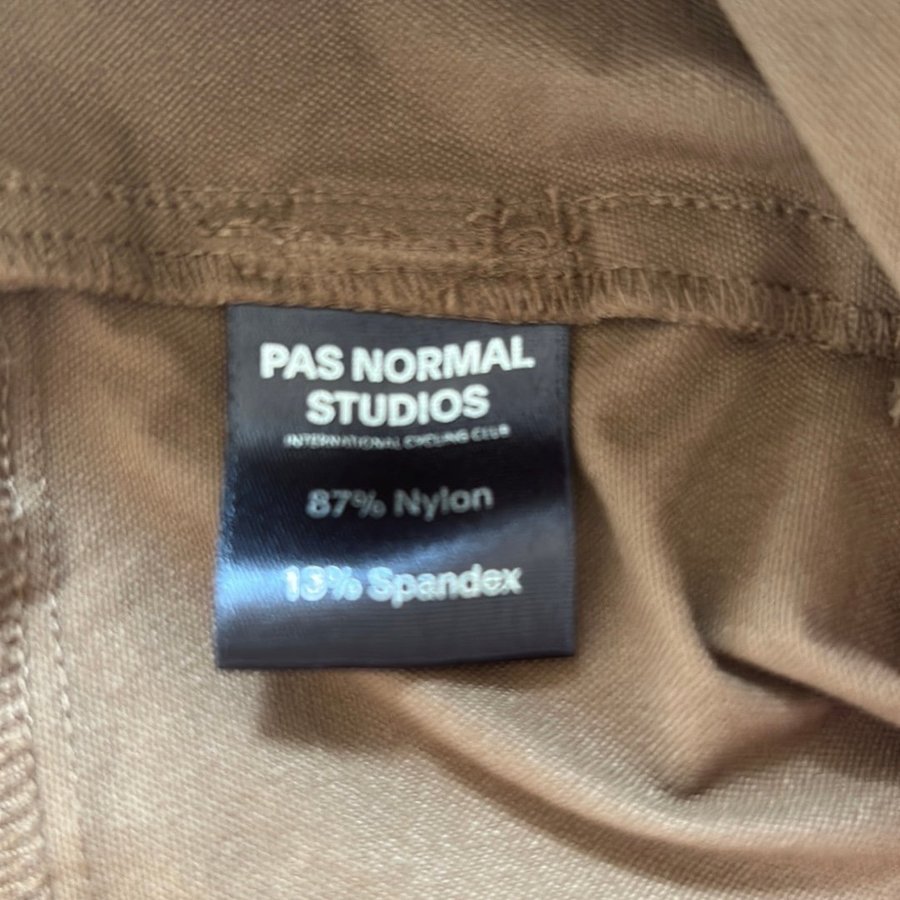 PAS NORMAL
STUDIOS
INTERNATIONAL CYCLING CLUB
87% Nylon
13% Spandex